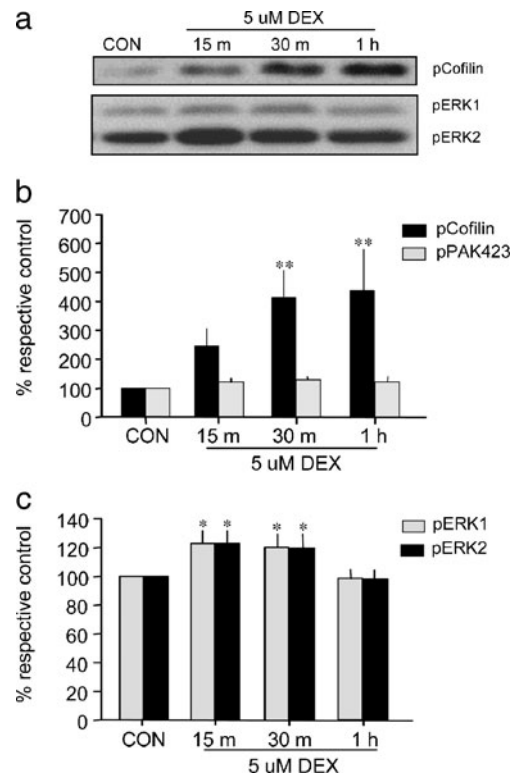 a
5 uM DEX
CON 15 m 30 m 1 h
pCofilin
pERK1
pERK2
b
% respective control
700
600
500
400
300
200
100
0
pCofilin
pPAK423
** **
CON 15 m 30 m 1 h
5 uM DEX
c
% respective control
140
120
100
80
60
40
20
0
pERK1
pERK2
* * * *
CON 15 m 30 m 1 h
5 uM DEX